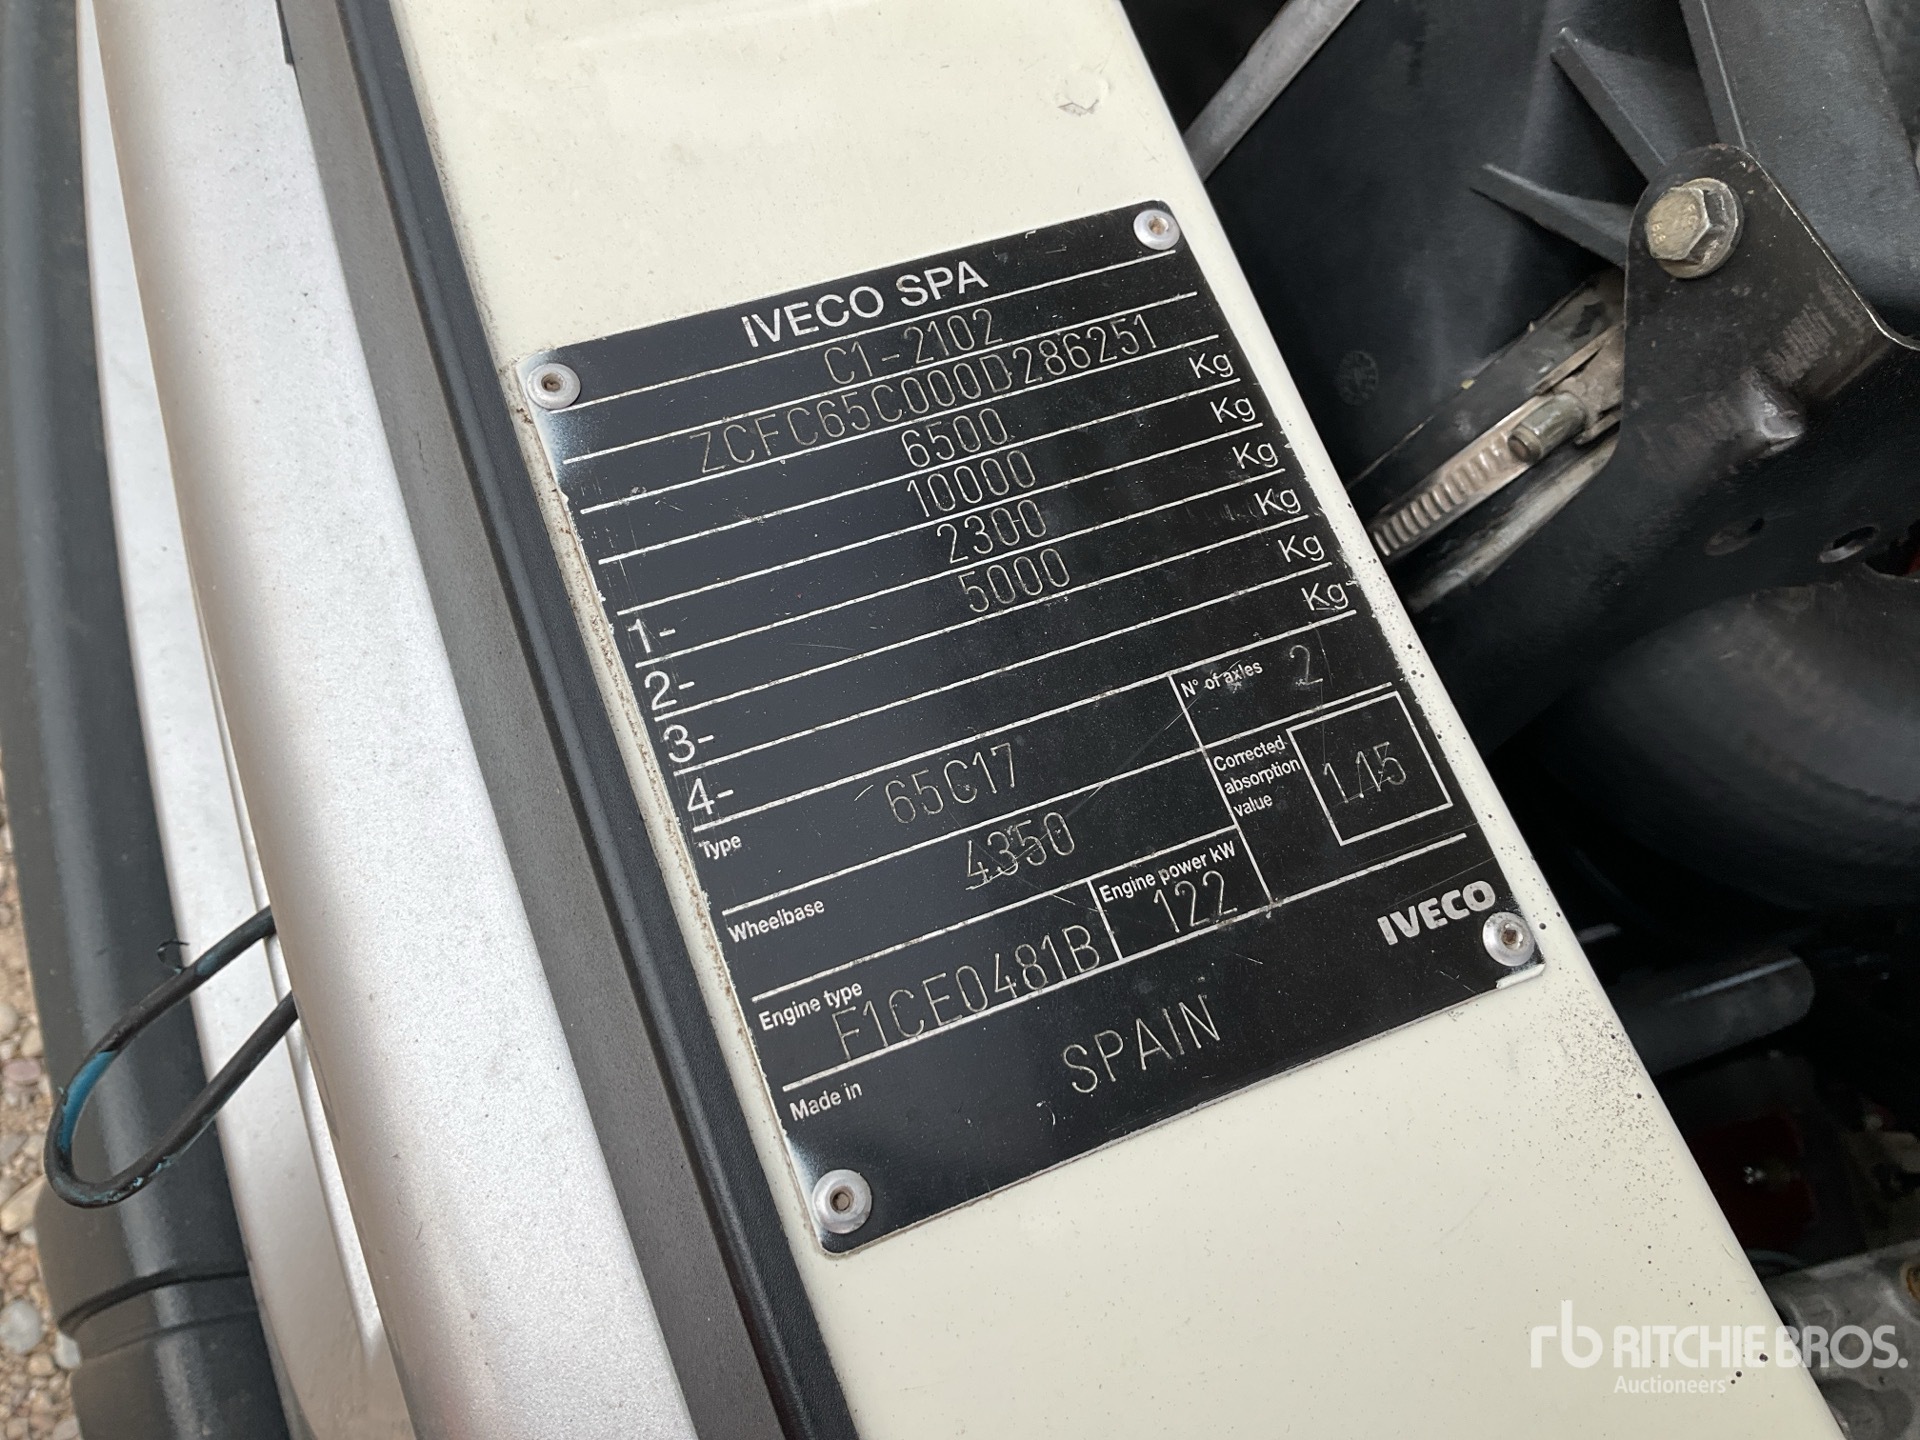 IVECO SPA
C1-2102
ZCFC65C000D286251
6500 Kg
10000 Kg
1- 2300 Kg
2- 5000 Kg
3- Kg
4- Kg
Type 65C17
N° of axles 2
Wheelbase 4350
Corrected absorption value 1.15
Engine type F1CE0481B
Engine power kW 122
IVECO
Made in SPAIN
rb RITCHIE BROS.
Auctioneers